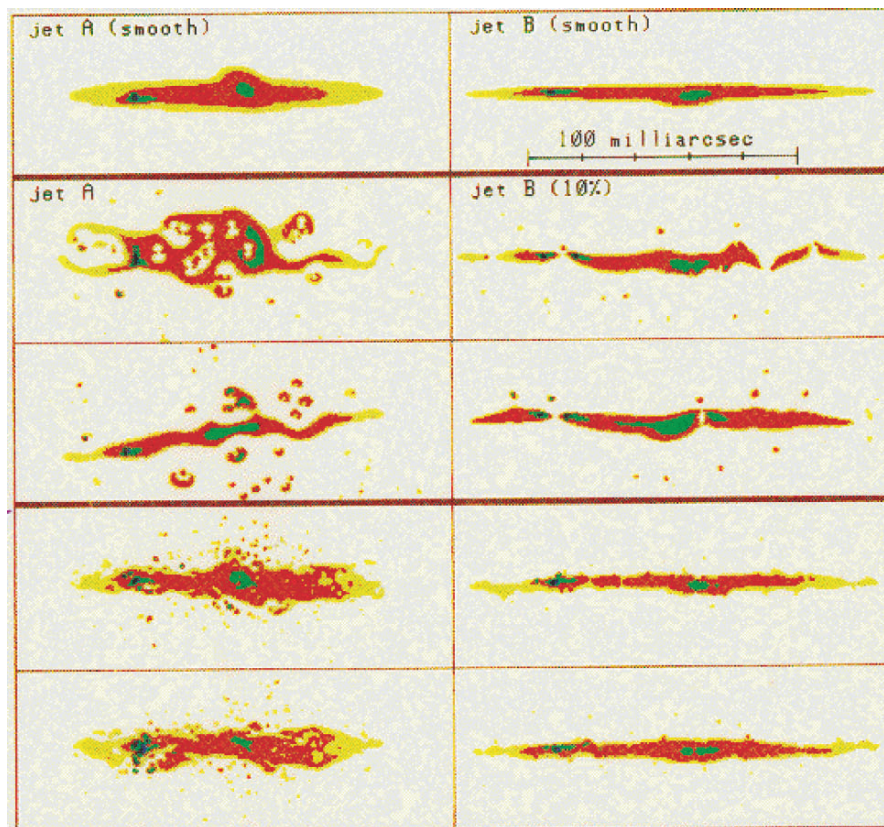 jet A (smooth)
jet B (smooth)
100 milliarcsec
jet A
jet B (10%)